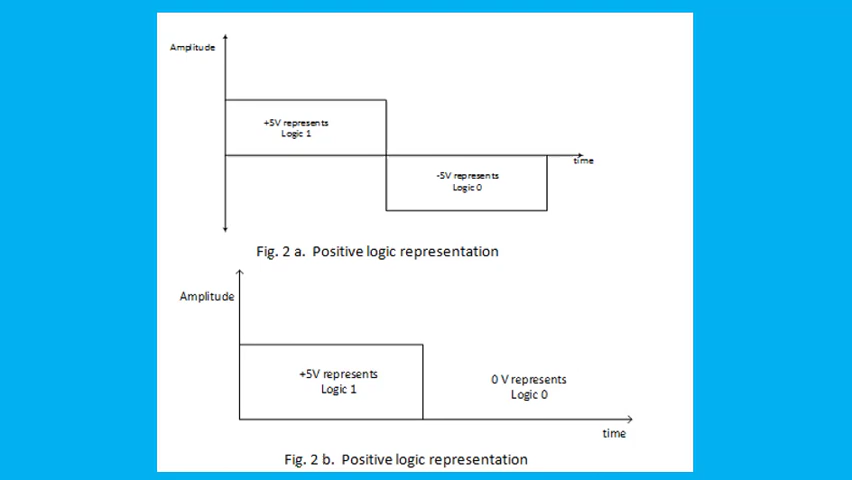 Amplitude
+5V represents
Logic 1
time
-5V represents
Logic 0
Fig. 2 a.  Positive logic representation
Amplitude
+5V represents
Logic 1
0 V represents
Logic 0
time
Fig. 2 b.  Positive logic representation